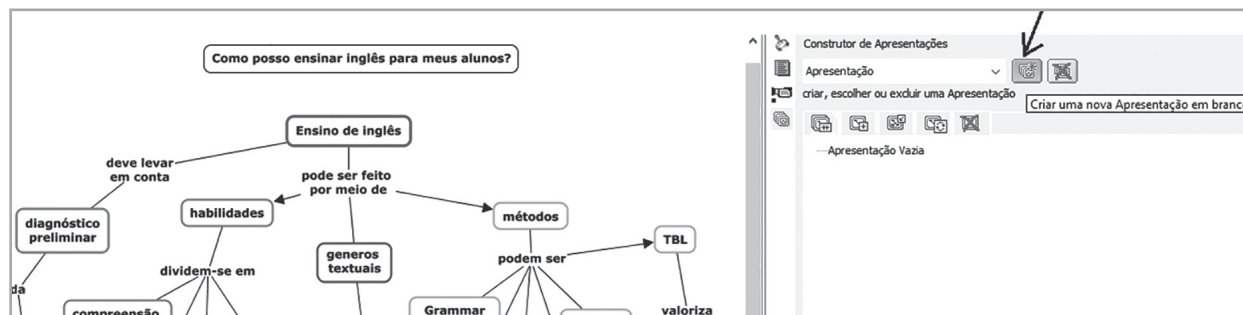 Como posso ensinar inglês para meus alunos?
Construtor de Apresentações
Apresentação
criar, escolher ou excluir uma Apresentação
Criar uma nova Apresentação em branco
Apresentação Vazia
Ensino de inglês
deve levar
em conta
pode ser feito
por meio de
diagnóstico
preliminar
habilidades
métodos
generos
textuais
TBL
dividem-se em
podem ser
da
compreensão
Grammar
valoriza